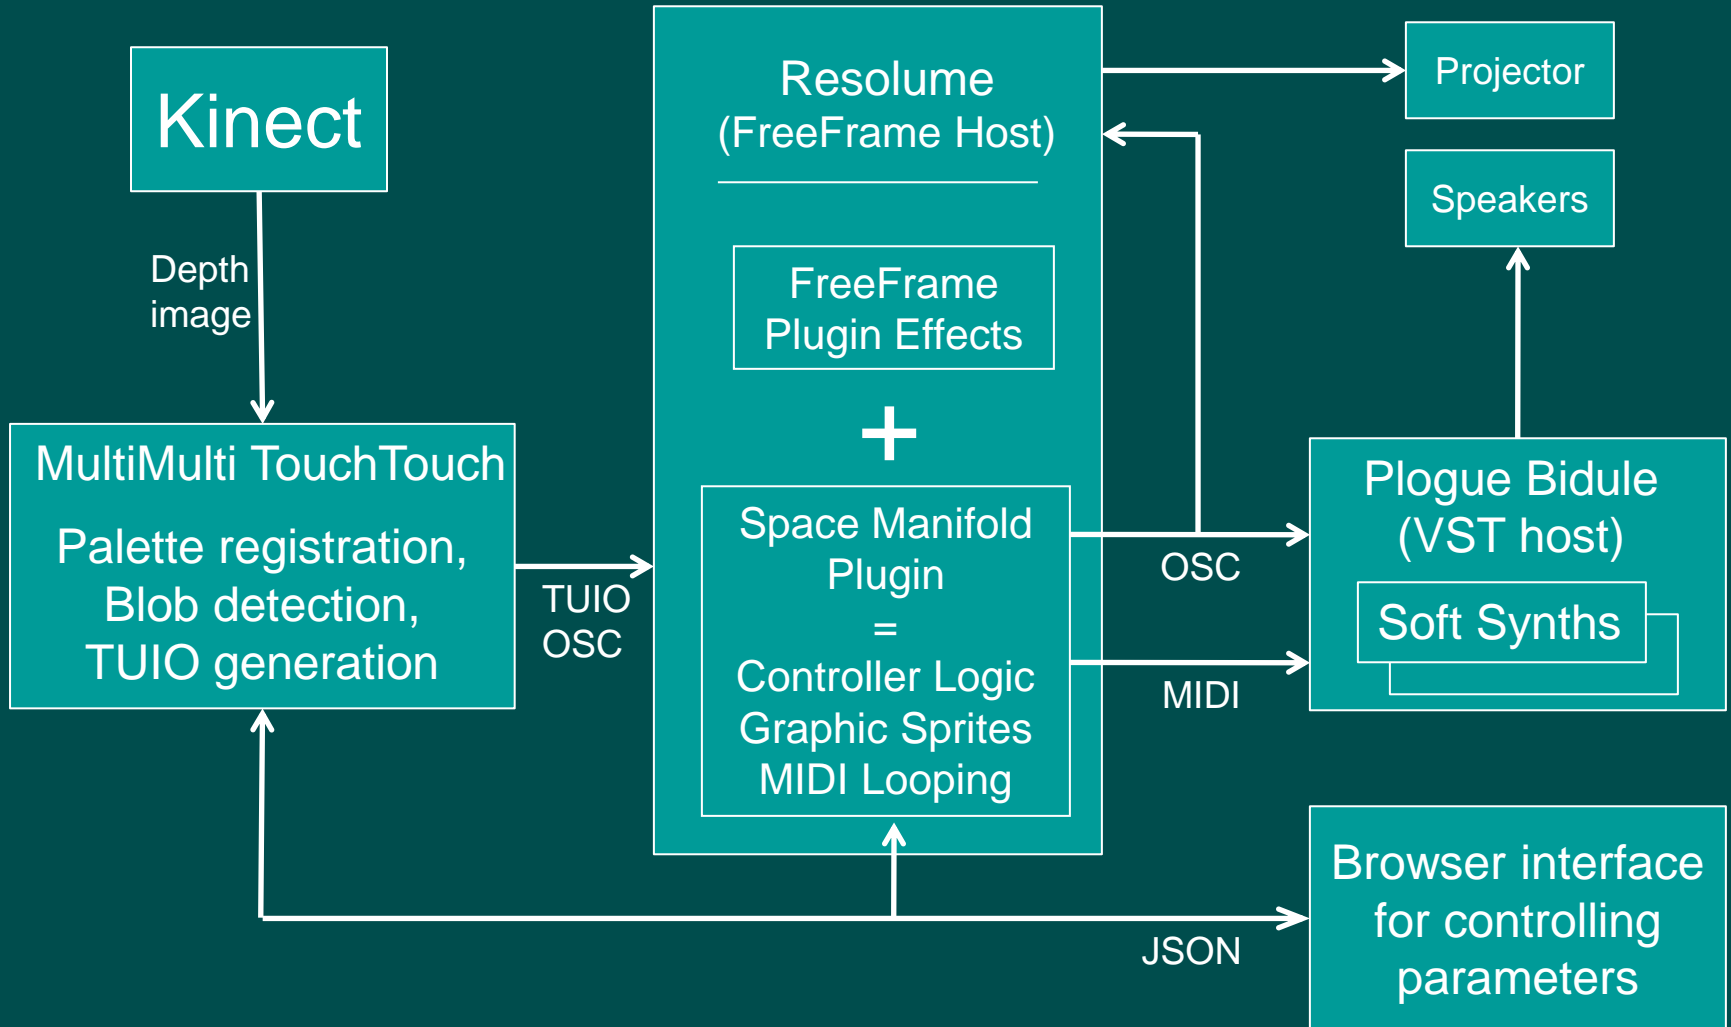 Kinect
Depth
image
MultiMulti TouchTouch
Palette registration,
Blob detection,
TUIO generation
TUIO
OSC
Resolume
(FreeFrame Host)
FreeFrame
Plugin Effects
+
Space Manifold
Plugin
=
Controller Logic
Graphic Sprites
MIDI Looping
OSC
MIDI
JSON
Projector
Speakers
Plogue Bidule
(VST host)
Soft Synths
Browser interface
for controlling
parameters